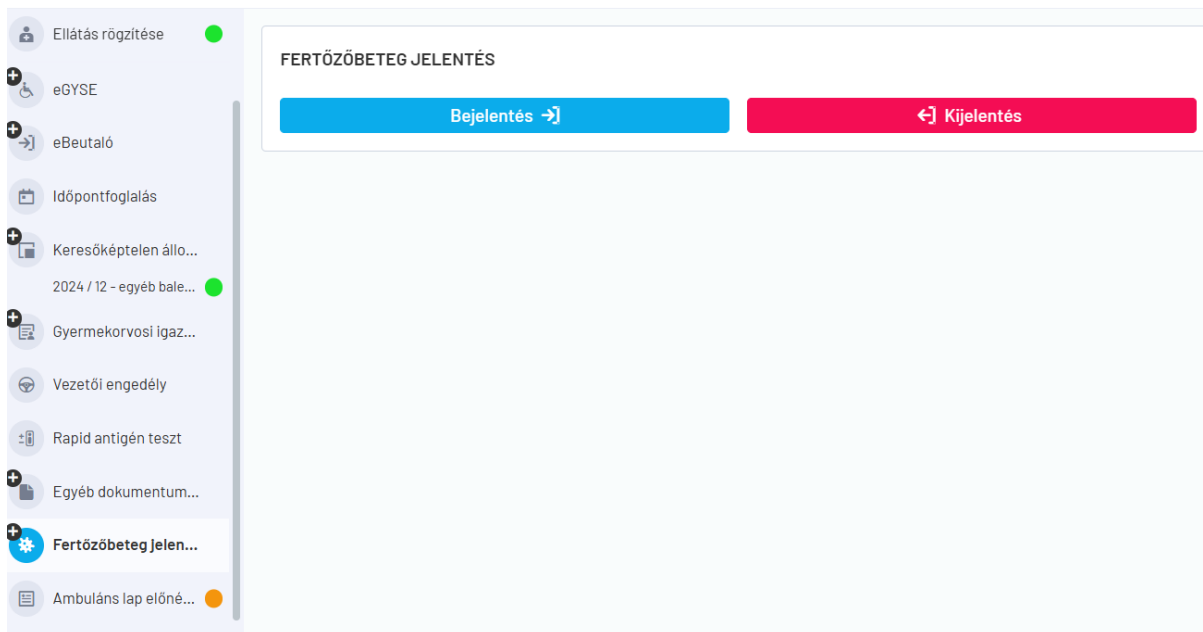 Ellátás rögzítése
eGYSE
eBeutaló
Időpontfoglalás
Keresőképtelen állo...
2024 / 12 - egyéb bale...
Gyermekorvosi igaz...
Vezetői engedély
Rapid antigén teszt
Egyéb dokumentum...
Fertőzőbeteg jelen...
Ambuláns lap előné...
FERTŐZŐBETEG JELENTÉS
Bejelentés
Kijelentés